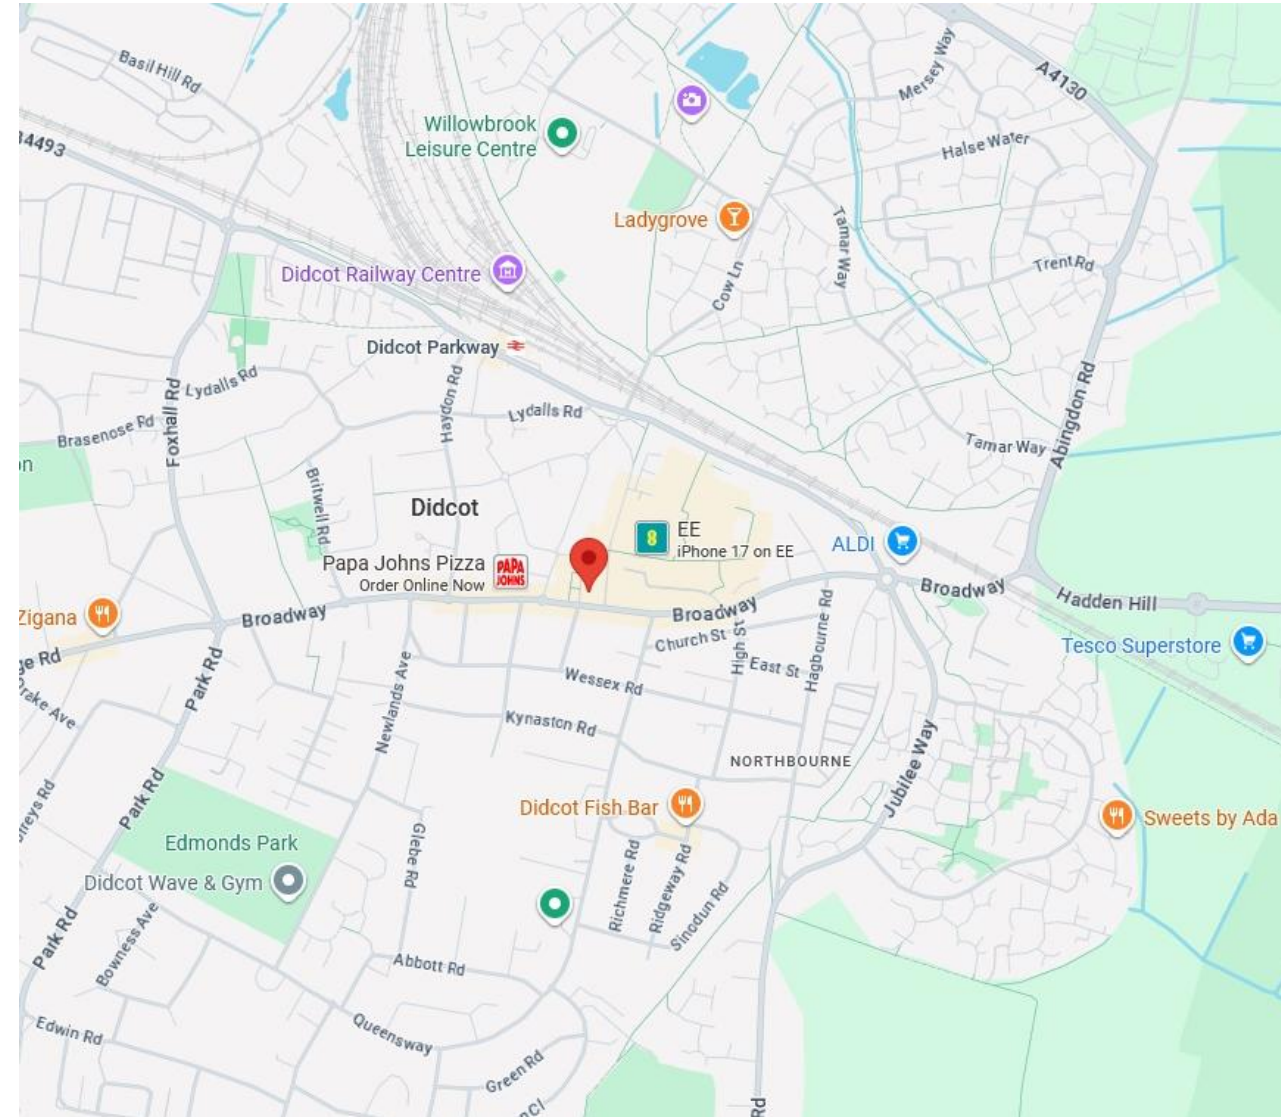 Basil Hill Rd
Mersey Way
A4130
Willowbrook
Leisure Centre
Halse Water
Ladygrove
Tamar Way
Trent Rd
Didcot Railway Centre
Cow Ln
Didcot Parkway
Lydalls Rd
Haydon Rd
Foxhall Rd
Brasenose Rd
Lydalls Rd
Abingdon Rd
Tamar Way
Britwell Rd
Didcot
EE
iPhone 17 on EE
8
ALDI
Papa Johns Pizza
Order Online Now
PAPA
JOHNS
Zigana
Broadway
Broadway
Broadway
Hadden Hill
Church St
High St
East St
Hagbourne Rd
Tesco Superstore
Park Rd
Newlands Ave
Wessex Rd
Kynaston Rd
NORTHBOURNE
Jubilee Way
Didcot Fish Bar
Sweets by Ada
Park Rd
Edmonds Park
Glebe Rd
Didcot Wave & Gym
Richmere Rd
Ridgeway Rd
Sinodun Rd
Park Rd
Bowness Ave
Abbott Rd
Edwin Rd
Queensway
Green Rd
Rd